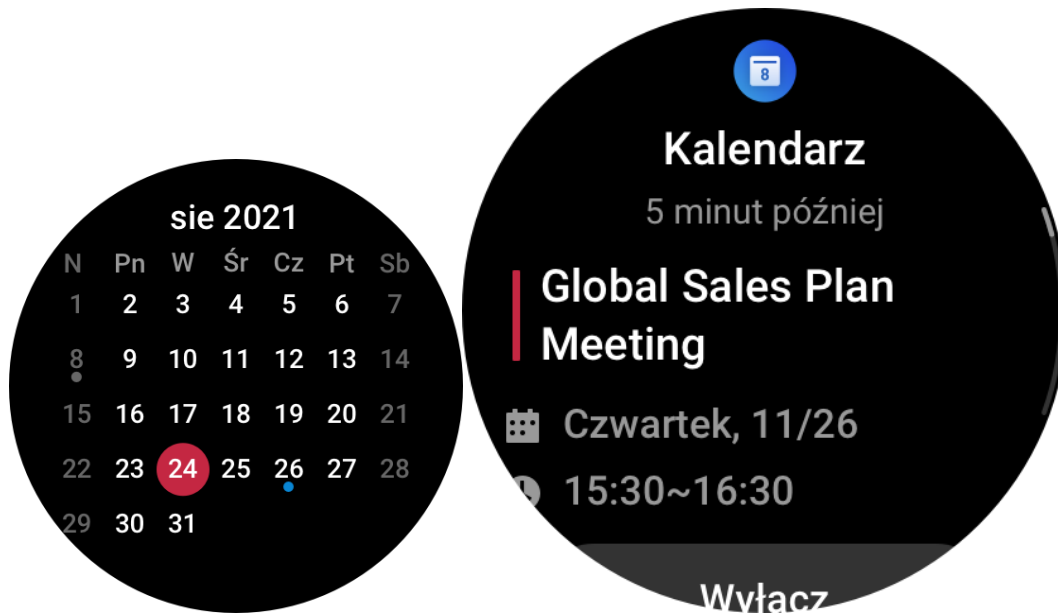 sie 2021
N Pn W Śr Cz Pt Sb
1 2 3 4 5 6 7
8 9 10 11 12 13 14
15 16 17 18 19 20 21
22 23 24 25 26 27 28
29 30 31
8
Kalendarz
5 minut później
Global Sales Plan
Meeting
Czwartek, 11/26
15:30~16:30
Wyłącz